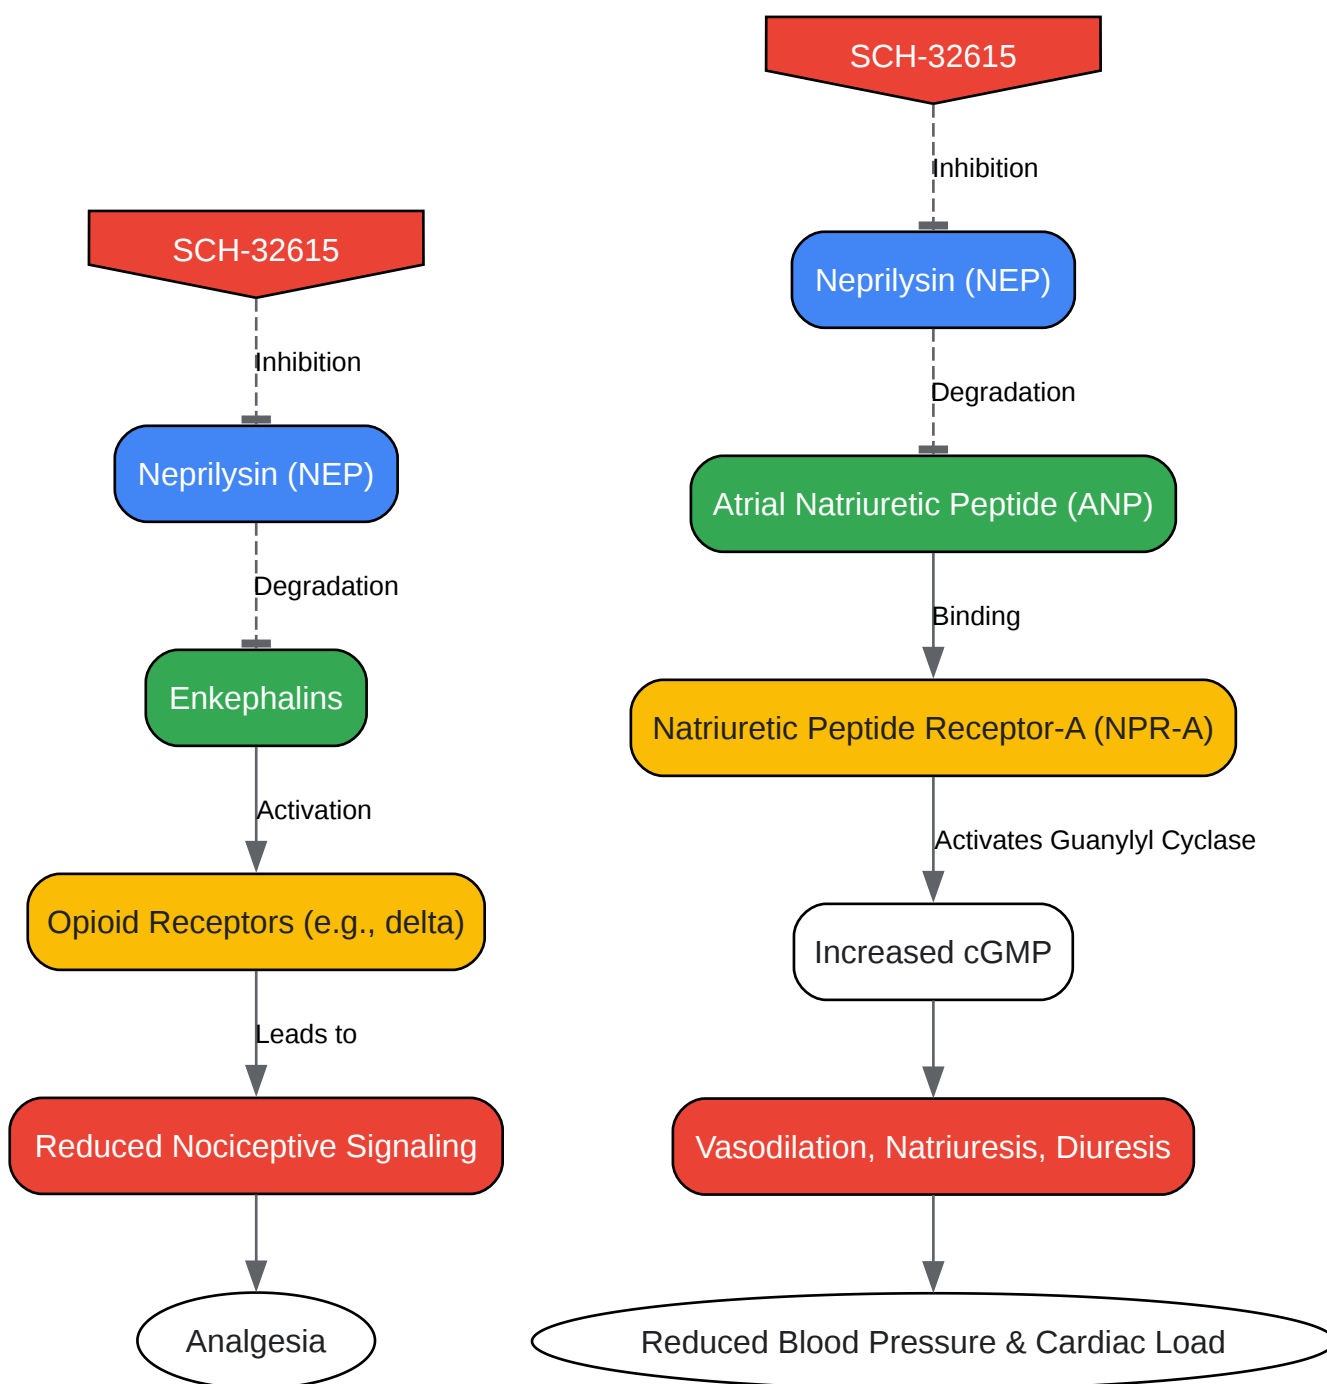 SCH-32615
Inhibition
Neprilysin (NEP)
Degradation
Enkephalins
Activation
Opioid Receptors (e.g., delta)
Leads to
Reduced Nociceptive Signaling
Analgesia
SCH-32615
Inhibition
Neprilysin (NEP)
Degradation
Atrial Natriuretic Peptide (ANP)
Binding
Natriuretic Peptide Receptor-A (NPR-A)
Activates Guanylyl Cyclase
Increased cGMP
Vasodilation, Natriuresis, Diuresis
Reduced Blood Pressure & Cardiac Load